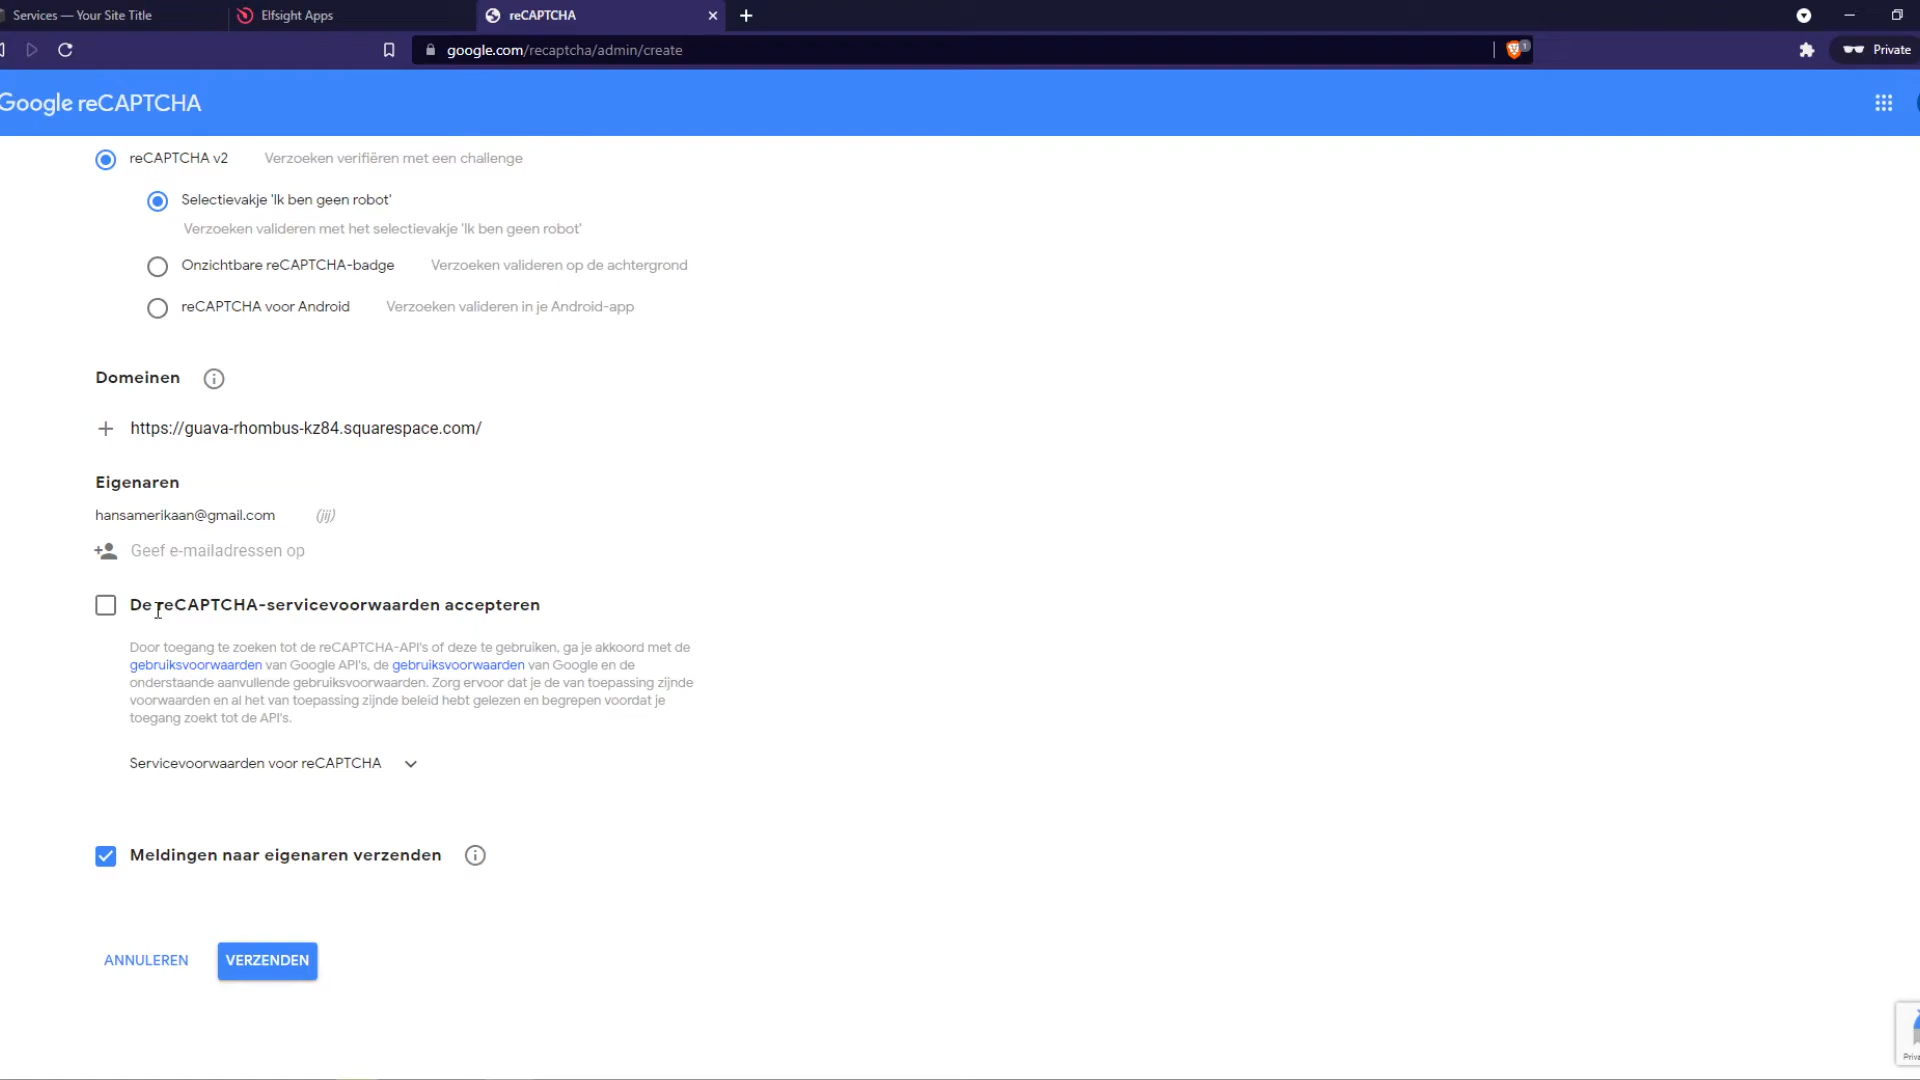 Services — Your Site Title
Elfsight Apps
reCAPTCHA
google.com/recaptcha/admin/create
1
Private
Google reCAPTCHA
reCAPTCHA v2 Verzoeken verifiëren met een challenge
Selectievakje 'Ik ben geen robot'
Verzoeken valideren met het selectievakje 'Ik ben geen robot'
Onzichtbare reCAPTCHA-badge Verzoeken valideren op de achtergrond
reCAPTCHA voor Android Verzoeken valideren in je Android-app
Domeinen
https://guava-rhombus-kz84.squarespace.com/
Eigenaren
hansamerikaan@gmail.com (jij)
Geef e-mailadressen op
De reCAPTCHA-servicevoorwaarden accepteren
Door toegang te zoeken tot de reCAPTCHA-API's of deze te gebruiken, ga je akkoord met de
gebruiksvoorwaarden van Google API's, de gebruiksvoorwaarden van Google en de
onderstaande aanvullende gebruiksvoorwaarden. Zorg ervoor dat je de van toepassing zijnde
voorwaarden en al het van toepassing zijnde beleid hebt gelezen en begrepen voordat je
toegang zoekt tot de API's.
Servicevoorwaarden voor reCAPTCHA
Meldingen naar eigenaren verzenden
ANNULEREN VERZENDEN